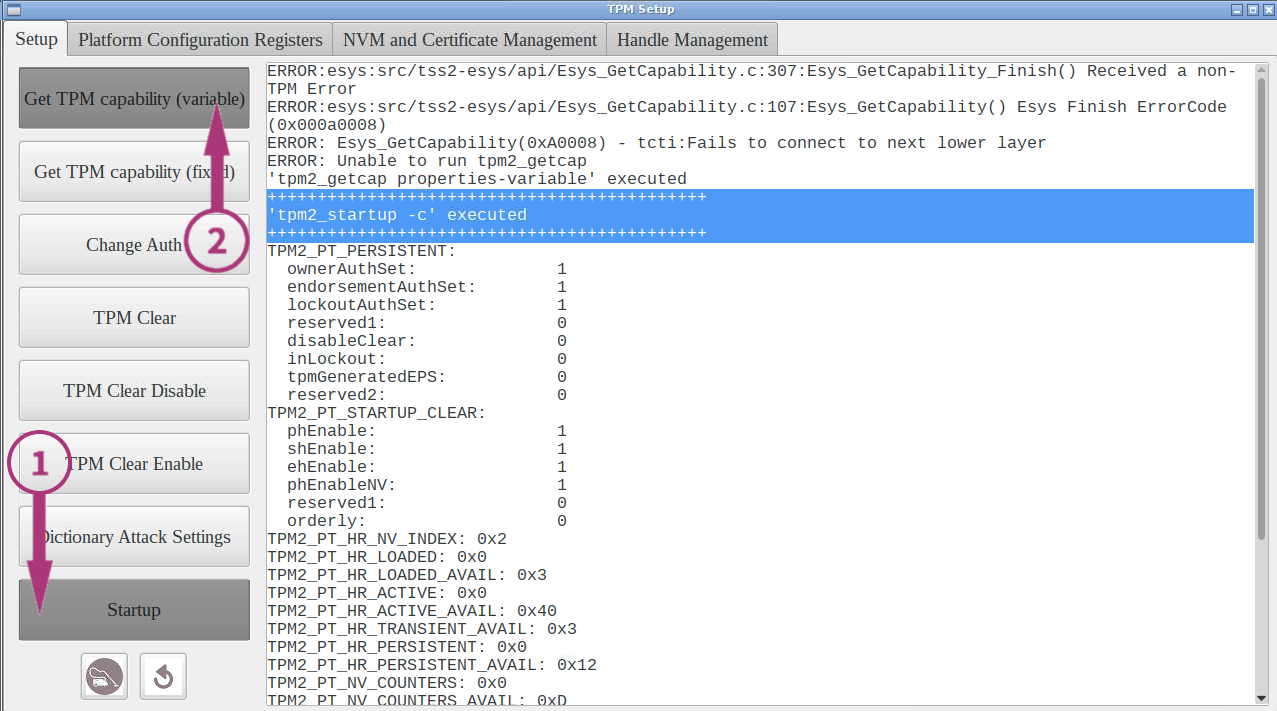 TPM Setup
Setup
Platform Configuration Registers
NVM and Certificate Management
Handle Management
Get TPM capability (variable)
Get TPM capability (fixed)
Change Auth
2
TPM Clear
TPM Clear Disable
1
TPM Clear Enable
Dictionary Attack Settings
Startup
ERROR:esys:src/tss2-esys/api/Esys_GetCapability.c:307:Esys_GetCapability_Finish() Received a non-
TPM Error
ERROR:esys:src/tss2-esys/api/Esys_GetCapability.c:107:Esys_GetCapability() Esys Finish ErrorCode
(0x000a0008)
ERROR: Esys_GetCapability(0xA0008) - tcti:Fails to connect to next lower layer
ERROR: Unable to run tpm2_getcap
'tpm2_getcap properties-variable' executed
++++++++++++++++++++++++++++++++++++++++++++
'tpm2_startup -c' executed
++++++++++++++++++++++++++++++++++++++++++++
TPM2_PT_PERSISTENT:
ownerAuthSet: 1
endorsementAuthSet: 1
lockoutAuthSet: 1
reserved1: 0
disableClear: 0
inLockout: 0
tpmGeneratedEPS: 0
reserved2: 0
TPM2_PT_STARTUP_CLEAR:
phEnable: 1
shEnable: 1
ehEnable: 1
phEnableNV: 1
reserved1: 0
orderly: 0
TPM2_PT_HR_NV_INDEX: 0x2
TPM2_PT_HR_LOADED: 0x0
TPM2_PT_HR_LOADED_AVAIL: 0x3
TPM2_PT_HR_ACTIVE: 0x0
TPM2_PT_HR_ACTIVE_AVAIL: 0x40
TPM2_PT_HR_TRANSIENT_AVAIL: 0x3
TPM2_PT_HR_PERSISTENT: 0x0
TPM2_PT_HR_PERSISTENT_AVAIL: 0x12
TPM2_PT_NV_COUNTERS: 0x0
TPM2_PT_NV_COUNTERS_AVAIL: 0xD